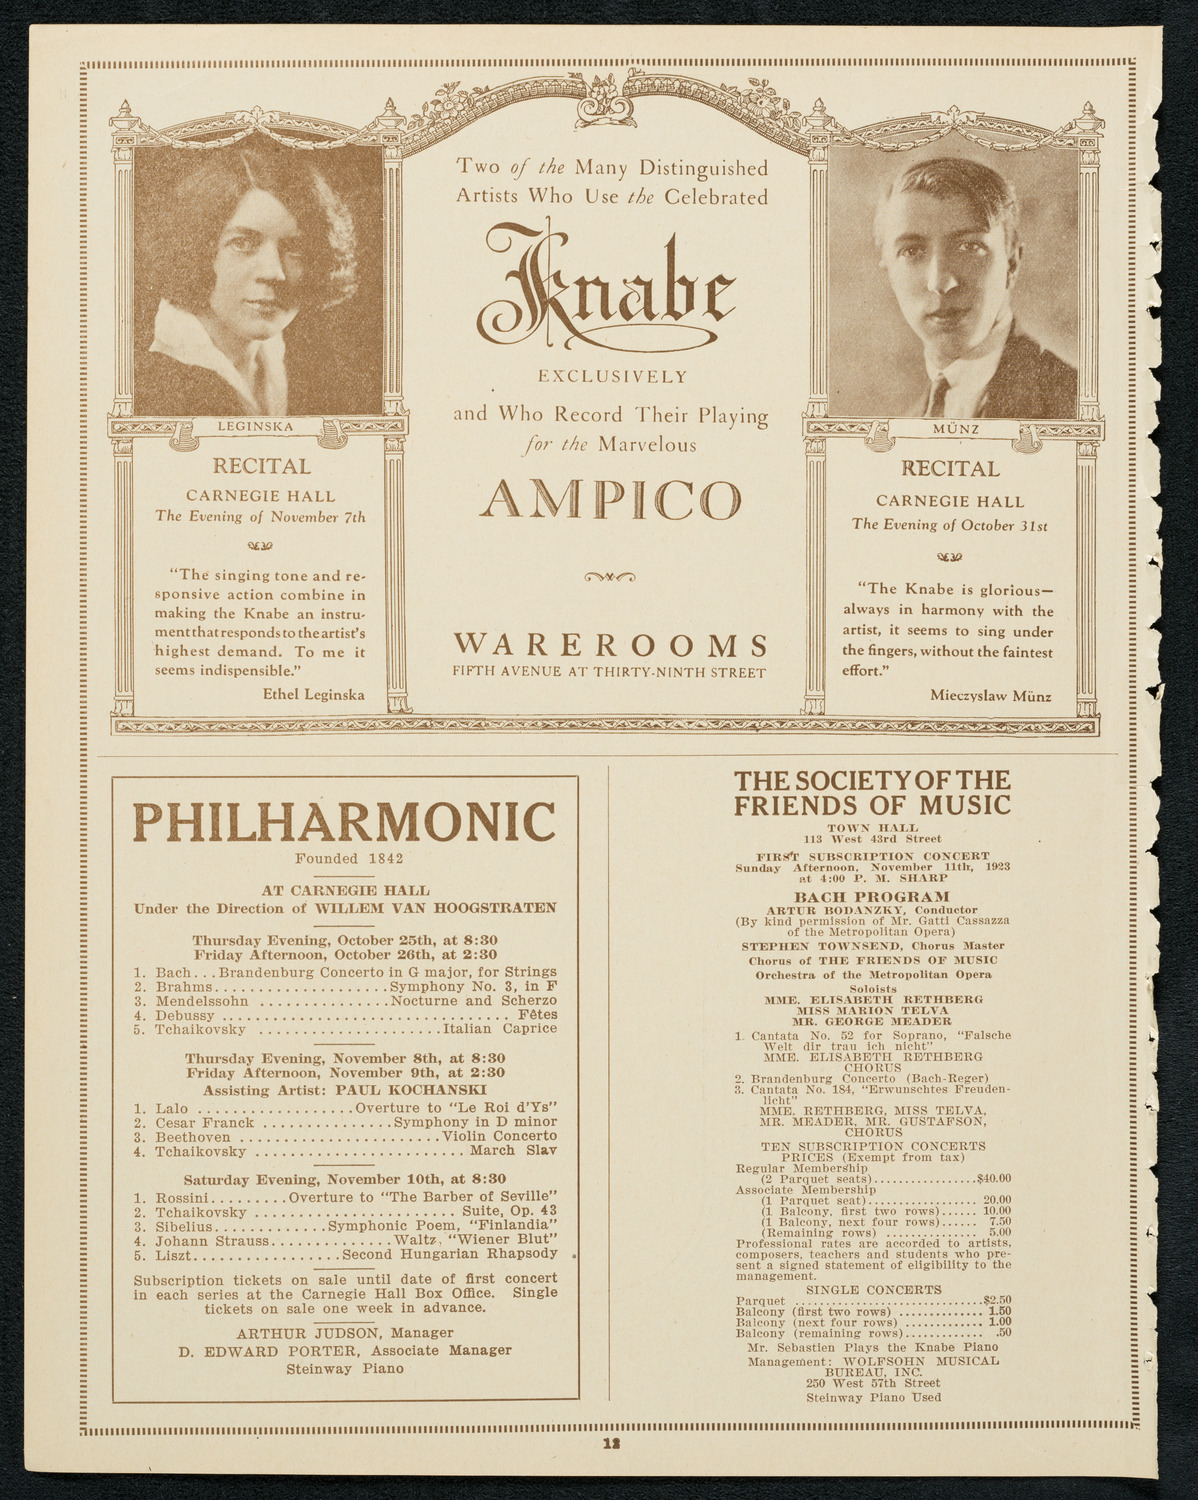 Two of the Many Distinguished
Artists Who Use the Celebrated
Knabe
EXCLUSIVELY
and Who Record Their Playing
for the Marvelous
AMPICO
WAREROOMS
FIFTH AVENUE AT THIRTY-NINTH STREET
LEGINSKA
RECITAL
CARNEGIE HALL
The Evening of November 7th
"The singing tone and re-
sponsive action combine in
making the Knabe an instru-
ment that responds to the artist's
highest demand. To me it
seems indispensible."
Ethel Leginska
MÜNZ
RECITAL
CARNEGIE HALL
The Evening of October 31st
"The Knabe is glorious—
always in harmony with the
artist, it seems to sing under
the fingers, without the faintest
effort."
Mieczyslaw Münz
PHILHARMONIC
Founded 1842
AT CARNEGIE HALL
Under the Direction of WILLEM VAN HOOGSTRATEN
Thursday Evening, October 25th, at 8:30
Friday Afternoon, October 26th, at 2:30
1. Bach...Brandenburg Concerto in G major, for Strings
2. Brahms....................Symphony No. 3, in F
3. Mendelssohn ...............Nocturne and Scherzo
4. Debussy .................................Fêtes
5. Tchaikovsky .....................Italian Caprice
Thursday Evening, November 8th, at 8:30
Friday Afternoon, November 9th, at 2:30
Assisting Artist: PAUL KOCHANSKI
1. Lalo ..................Overture to "Le Roi d'Ys"
2. Cesar Franck ...............Symphony in D minor
3. Beethoven .......................Violin Concerto
4. Tchaikovsky ........................March Slav
Saturday Evening, November 10th, at 8:30
1. Rossini.........Overture to "The Barber of Seville"
2. Tchaikovsky ........................Suite, Op. 43
3. Sibelius.............Symphonic Poem, "Finlandia"
4. Johann Strauss..............Waltz, "Wiener Blut"
5. Liszt.................Second Hungarian Rhapsody
Subscription tickets on sale until date of first concert
in each series at the Carnegie Hall Box Office. Single
tickets on sale one week in advance.
ARTHUR JUDSON, Manager
D. EDWARD PORTER, Associate Manager
Steinway Piano
THE SOCIETY OF THE
FRIENDS OF MUSIC
TOWN HALL
113 West 43rd Street
FIRST SUBSCRIPTION CONCERT
Sunday Afternoon, November 11th, 1923
at 4:00 P. M. SHARP
BACH PROGRAM
ARTUR BODANZKY, Conductor
(By kind permission of Mr. Gatti Cassazza
of the Metropolitan Opera)
STEPHEN TOWNSEND, Chorus Master
Chorus of THE FRIENDS OF MUSIC
Orchestra of the Metropolitan Opera
Soloists
MME. ELISABETH RETHBERG
MISS MARION TELVA
MR. GEORGE MEADER
1. Cantata No. 52 for Soprano, "Falsche
Welt dir trau ich nicht"
MME. ELISABETH RETHBERG
CHORUS
2. Brandenburg Concerto (Bach-Reger)
3. Cantata No. 184, "Erwunschtes Freuden-
licht"
MME. RETHBERG, MISS TELVA,
MR. MEADER, MR. GUSTAFSON,
CHORUS
TEN SUBSCRIPTION CONCERTS
PRICES (Exempt from tax)
Regular Membership
(2 Parquet seats).................$40.00
Associate Membership
(1 Parquet seat).................. 20.00
(1 Balcony, first two rows)...... 10.00
(1 Balcony, next four rows)...... 7.50
(Remaining rows) ............... 5.00
Professional rates are accorded to artists,
composers, teachers and students who pre-
sent a signed statement of eligibility to the
management.
SINGLE CONCERTS
Parquet ..............................$2.50
Balcony (first two rows) ............. 1.50
Balcony (next four rows) ............ 1.00
Balcony (remaining rows)............. .50
Mr. Sebastien Plays the Knabe Piano
Management: WOLFSOHN MUSICAL
BUREAU, INC.
250 West 57th Street
Steinway Piano Used
12